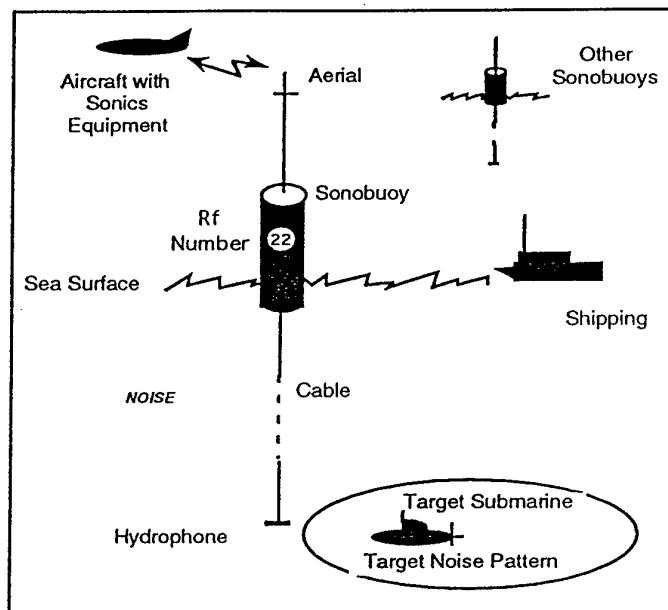 Aircraft with
Sonics
Equipment
Aerial
Other
Sonobuoys
Sonobuoy
Rf
Number
22
Sea Surface
Shipping
NOISE
Cable
Target Submarine
Hydrophone
Target Noise Pattern